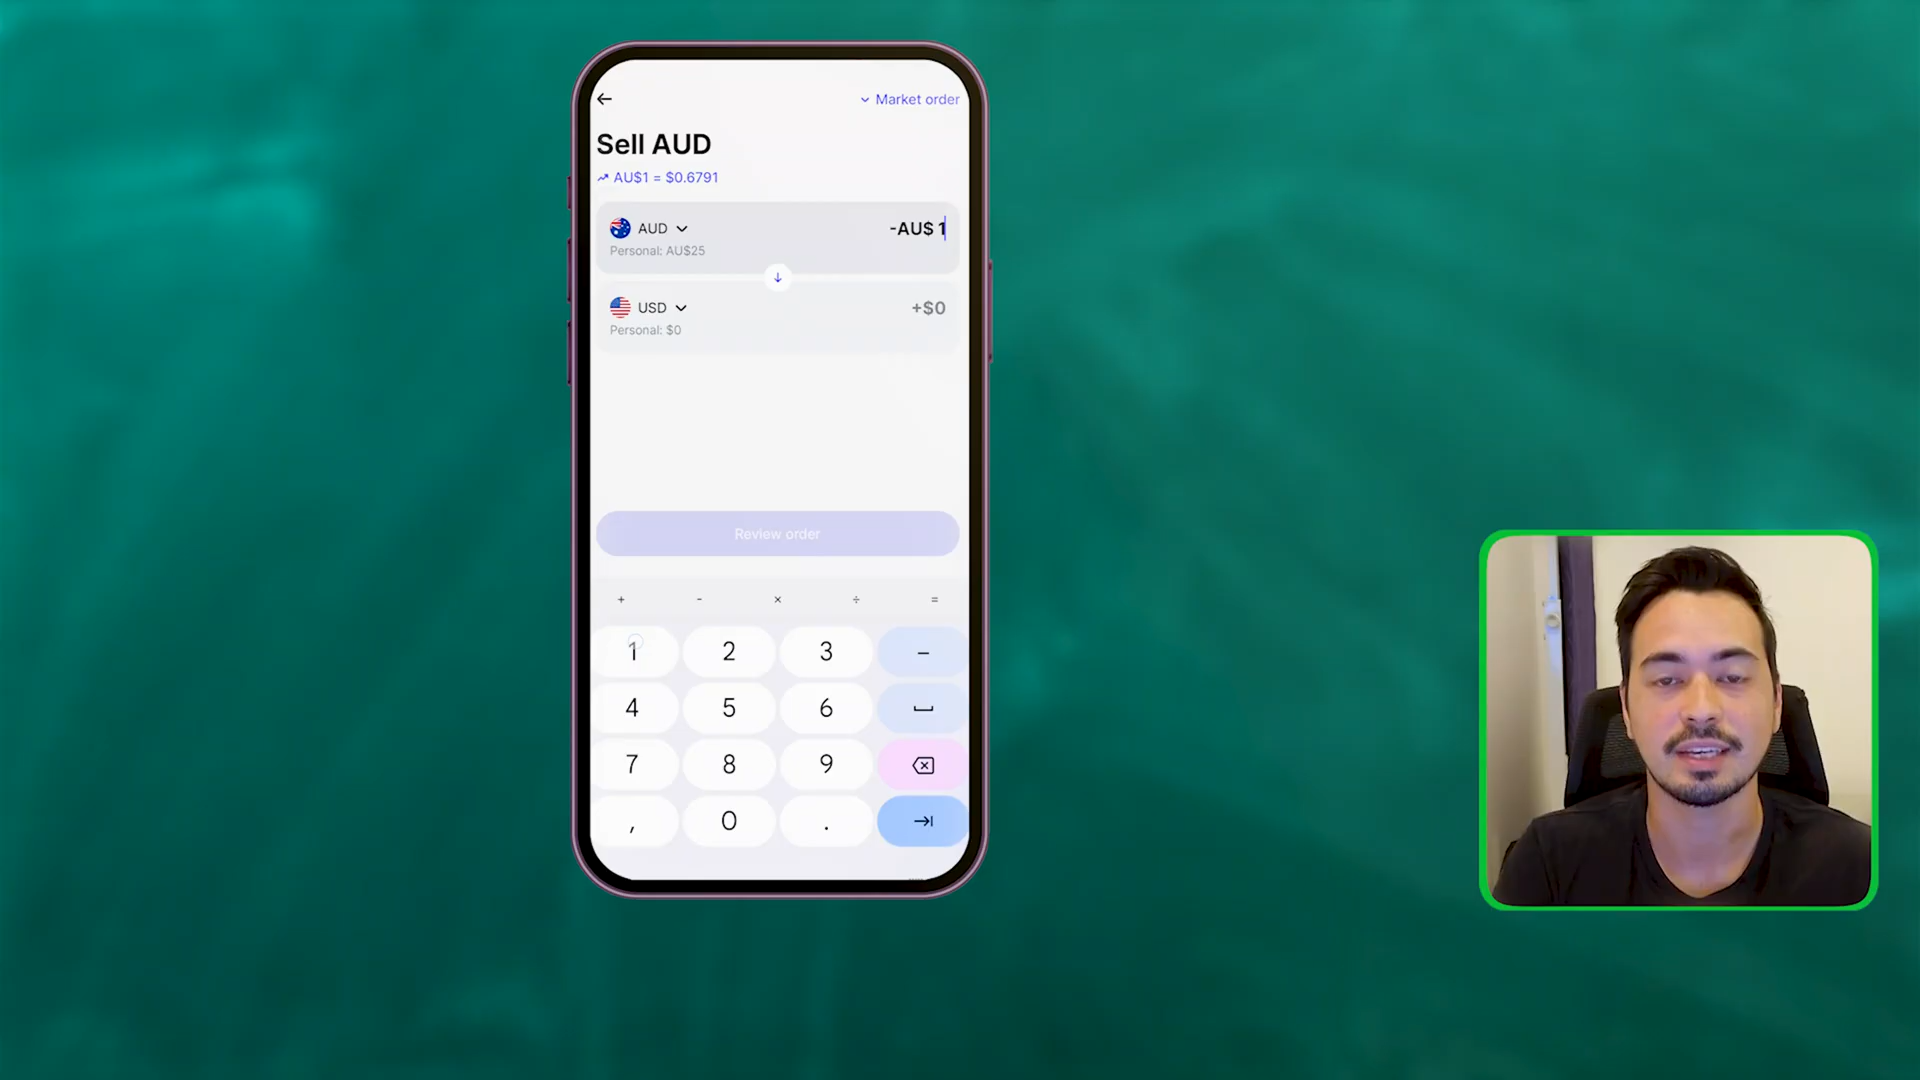 Market order
Sell AUD
AU$1 = $0.6791
AUD -AU$ 1
Personal: AU$25
USD +$0
Personal: $0
Review order
+ - × ÷ =
1 2 3 –
4 5 6
7 8 9
, 0 .